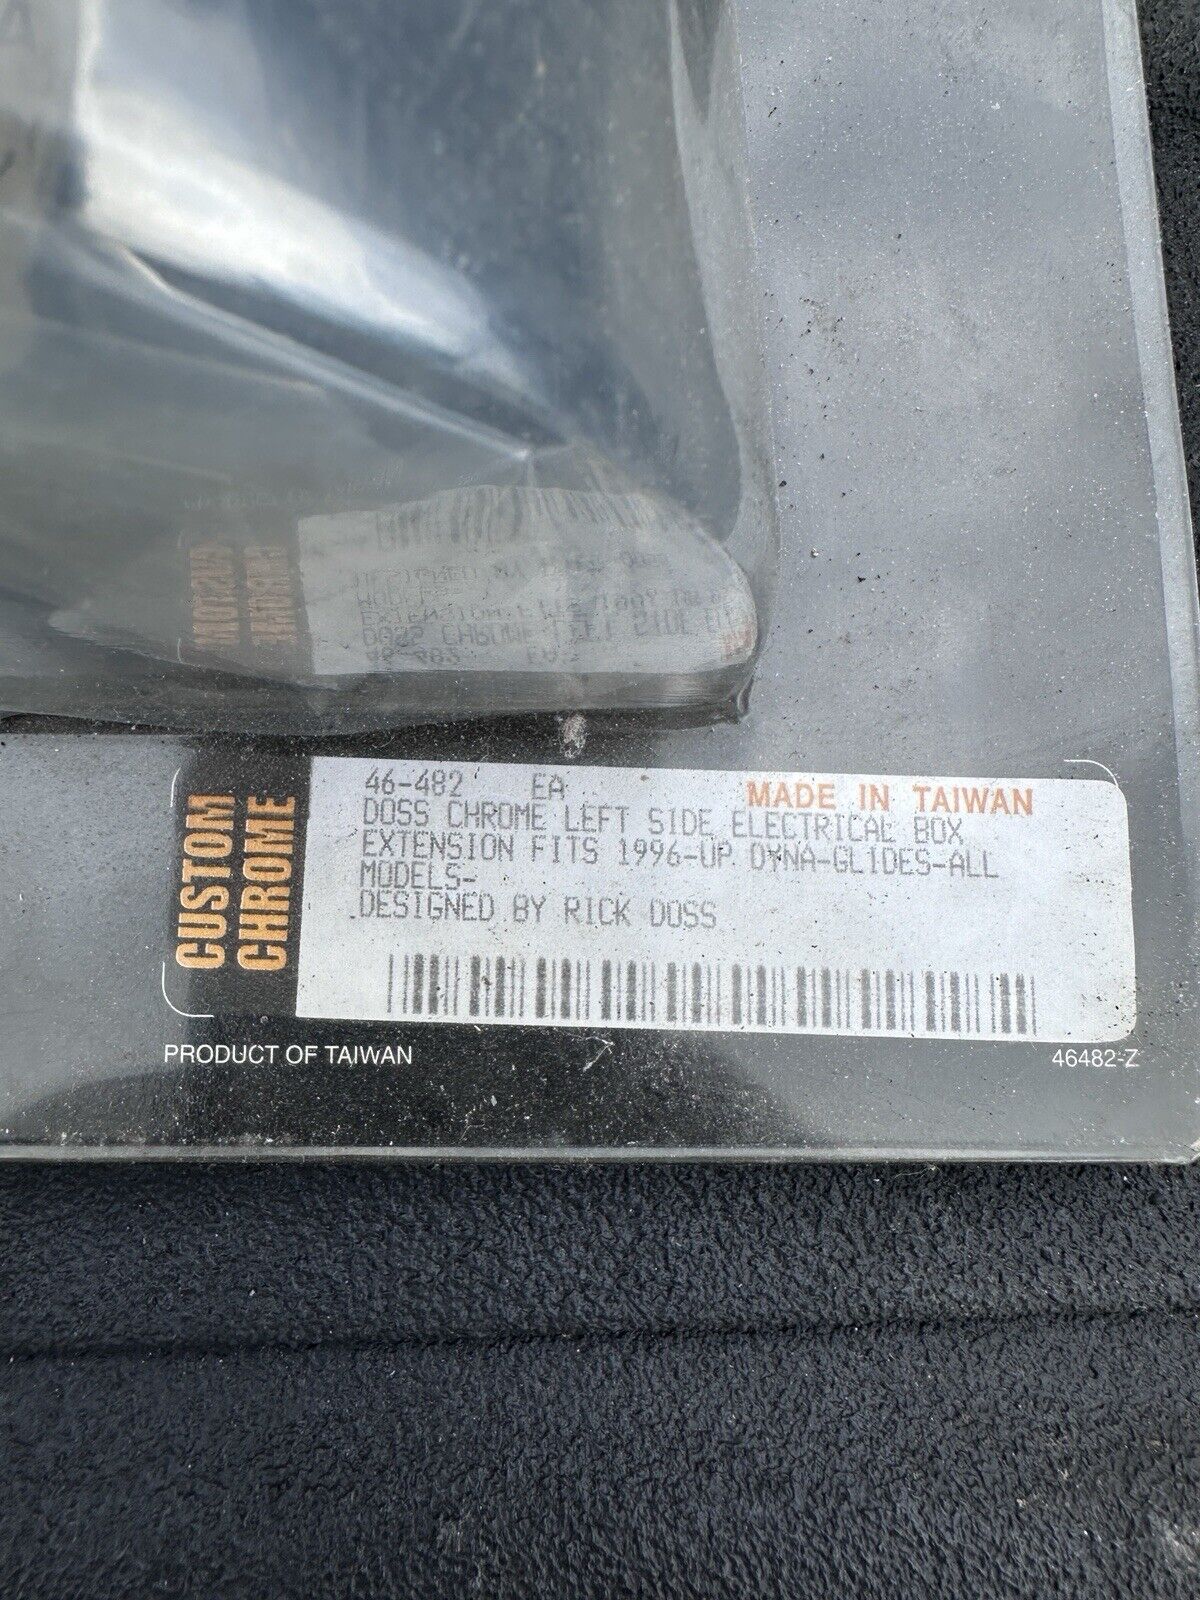 CUSTOM
CHROME
46-482 EA
MADE IN TAIWAN
DOSS CHROME LEFT SIDE ELECTRICAL BOX
EXTENSION FITS 1996-UP DYNA-GLIDES-ALL
MODELS-
DESIGNED BY RICK DOSS
PRODUCT OF TAIWAN
46482-Z